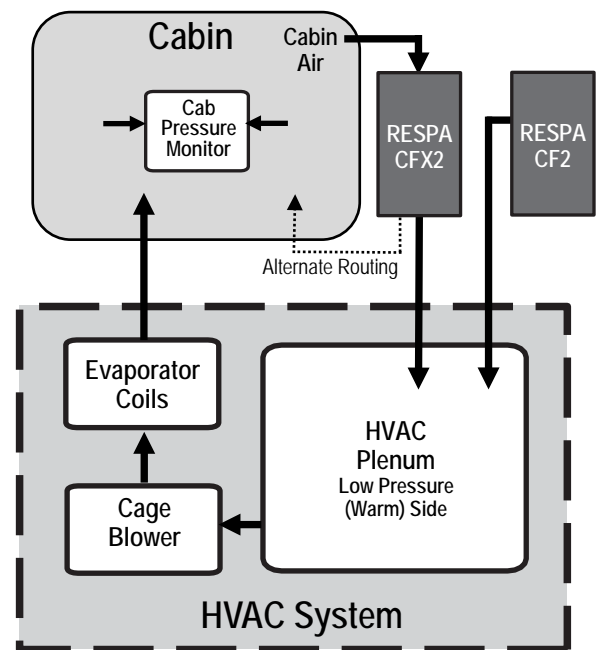 Cabin
Cabin
Air
Cab
Pressure
Monitor
RESPA
CFX2
RESPA
CF2
Alternate Routing
Evaporator
Coils
HVAC
Plenum
Low Pressure
(Warm) Side
Cage
Blower
HVAC System